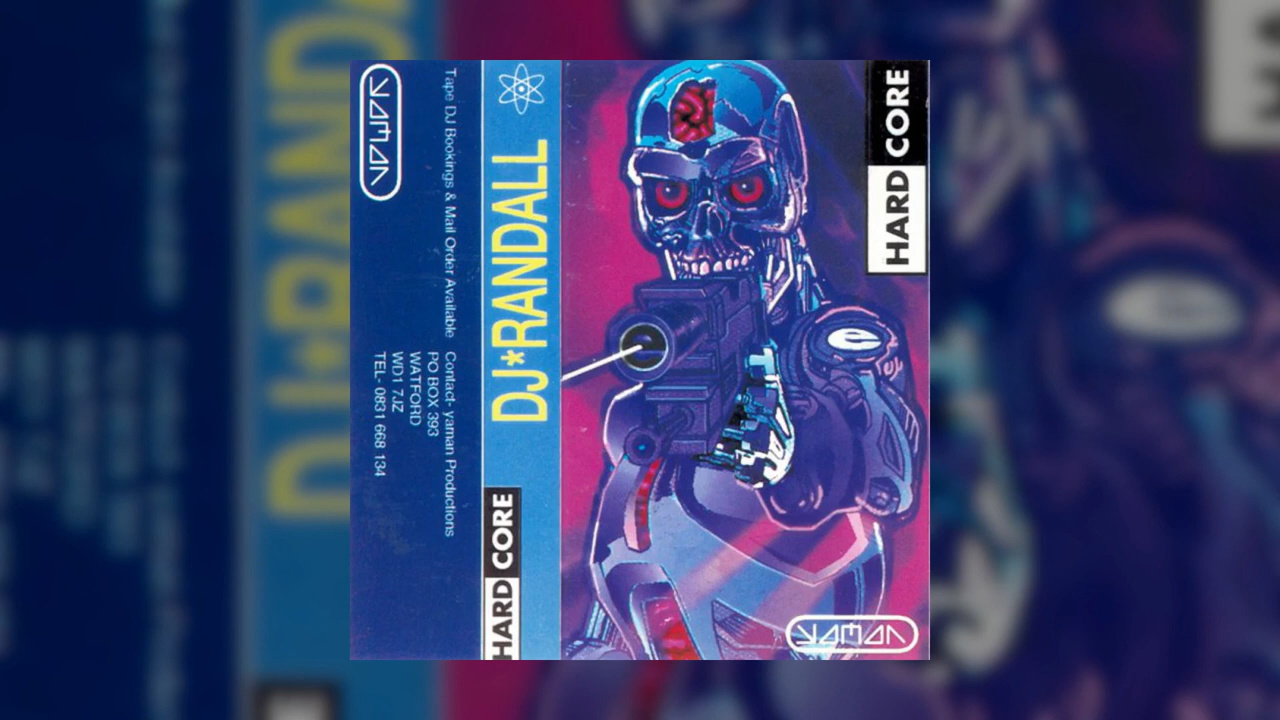 YAMAN
Tape DJ Bookings & Mail Order Available
Contact- yaman Productions
PO BOX 393
WATFORD
WD1 7JZ
TEL- 0831 668 134
DJ*RANDALL
HARD CORE
HARD CORE
e
e
YAMAN